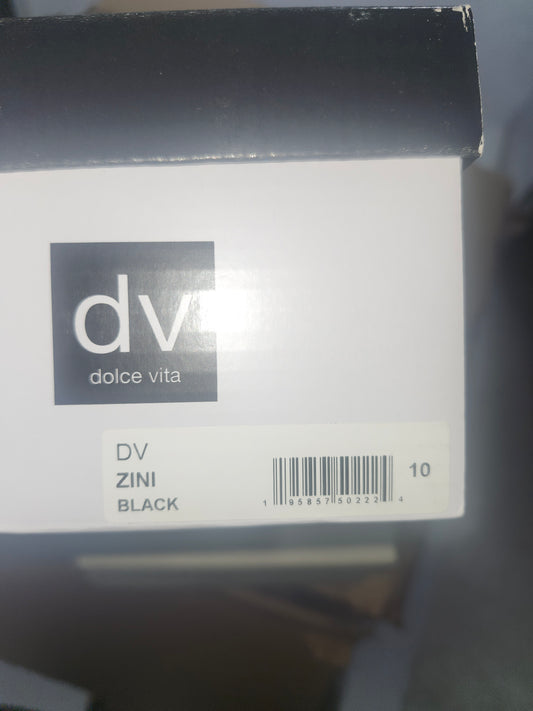 dv
dolce vita
DV
ZINI
BLACK
10
1 95857 50222 4